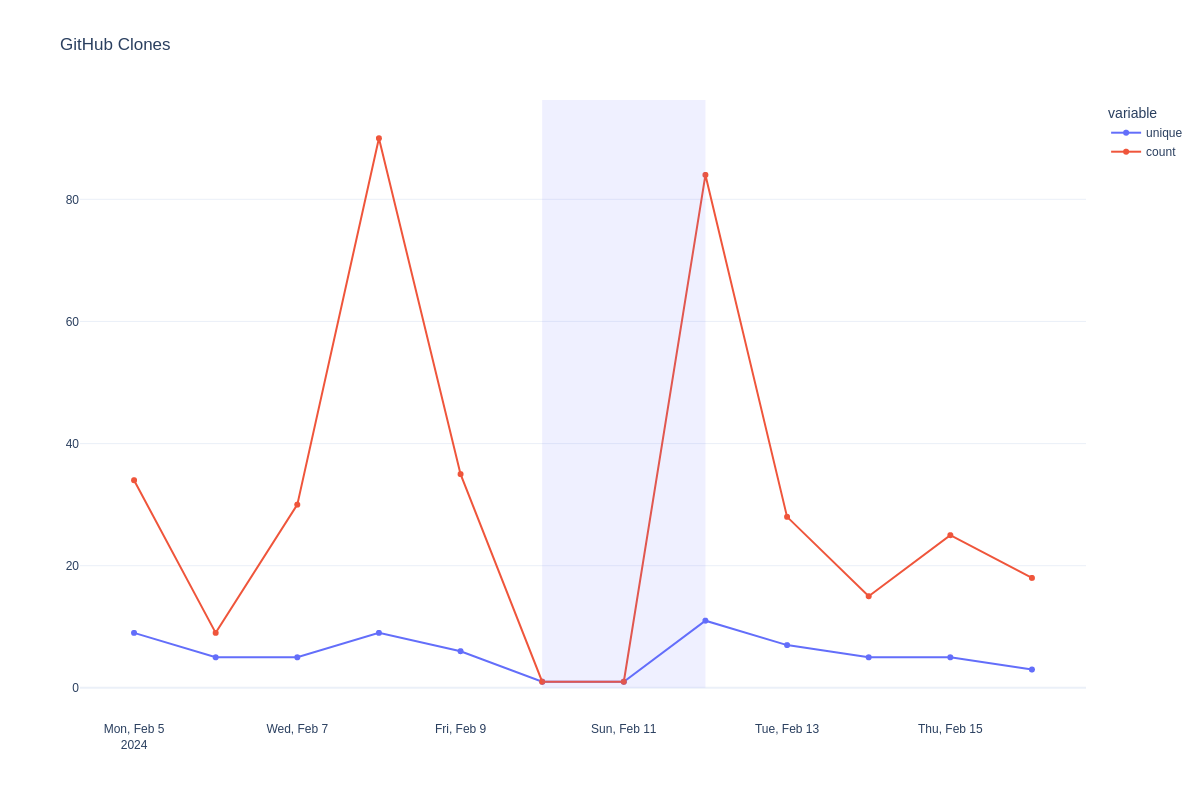 GitHub Clones
variable
unique
count
80
60
40
20
0
Mon, Feb 5
2024
Wed, Feb 7
Fri, Feb 9
Sun, Feb 11
Tue, Feb 13
Thu, Feb 15